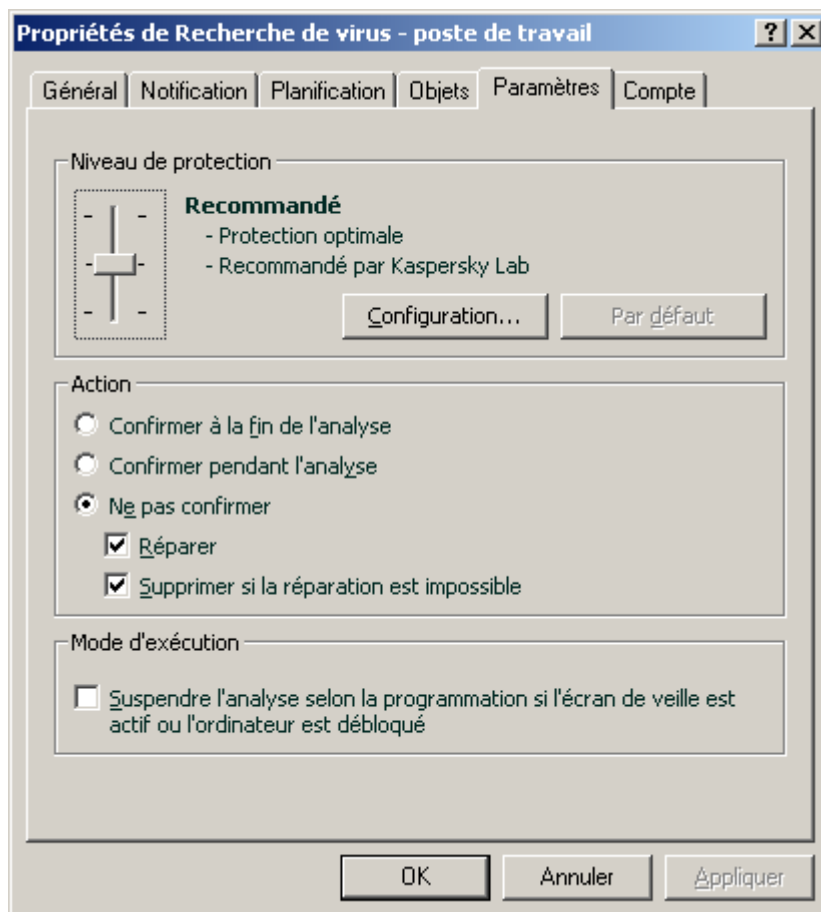 Propriétés de Recherche de virus - poste de travail
Général Notification Planification Objets Paramètres Compte
Niveau de protection
Recommandé
- Protection optimale
- Recommandé par Kaspersky Lab
Configuration... Par défaut
Action
Confirmer à la fin de l'analyse
Confirmer pendant l'analyse
Ne pas confirmer
Réparer
Supprimer si la réparation est impossible
Mode d'exécution
Suspendre l'analyse selon la programmation si l'écran de veille est
actif ou l'ordinateur est débloqué
OK Annuler Appliquer